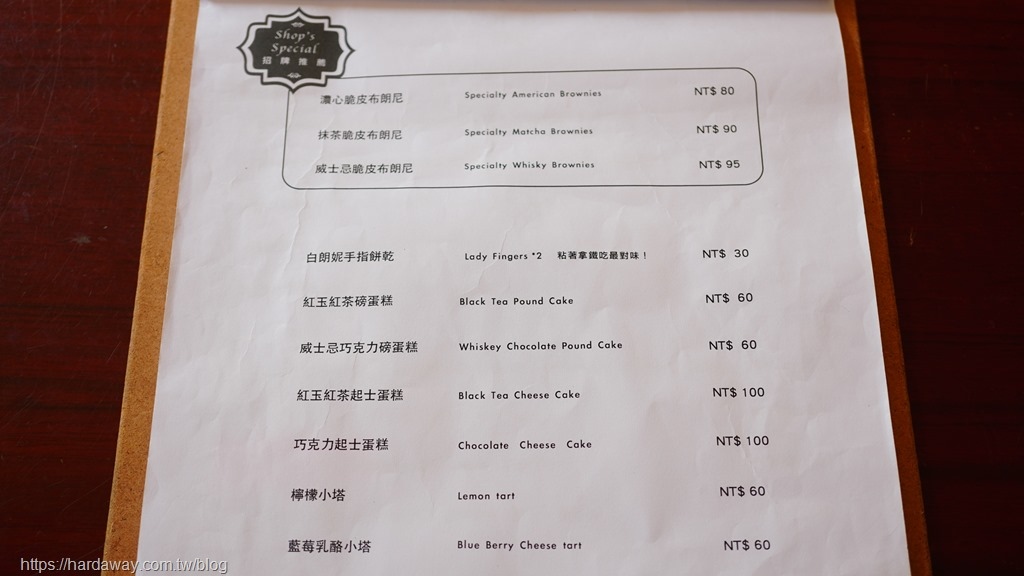 Shop's
Special
招牌推薦
濃心脆皮布朗尼 Specialty American Brownies NT$ 80
抹茶脆皮布朗尼 Specialty Matcha Brownies NT$ 90
威士忌脆皮布朗尼 Specialty Whisky Brownies NT$ 95
白朗妮手指餅乾 Lady Fingers *2 粘著拿鐵吃最對味！ NT$ 30
紅玉紅茶磅蛋糕 Black Tea Pound Cake NT$ 60
威士忌巧克力磅蛋糕 Whiskey Chocolate Pound Cake NT$ 60
紅玉紅茶起士蛋糕 Black Tea Cheese Cake NT$ 100
巧克力起士蛋糕 Chocolate Cheese Cake NT$ 100
檸檬小塔 Lemon tart NT$ 60
藍莓乳酪小塔 Blue Berry Cheese tart NT$ 60
https://hardaway.com.tw/blog